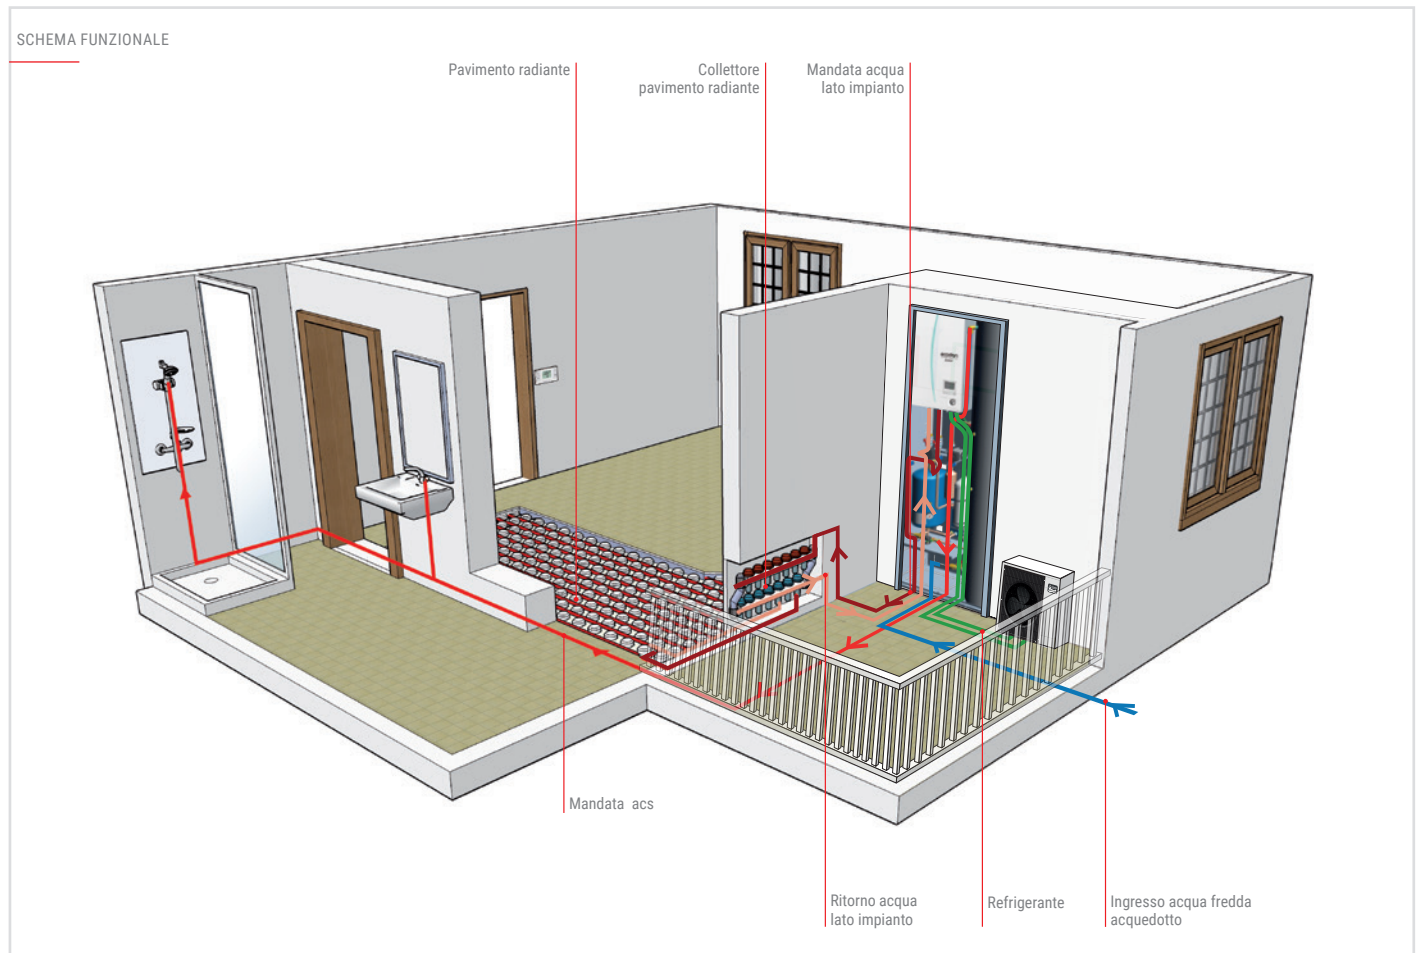 SCHEMA FUNZIONALE
Pavimento radiante
Collettore
pavimento radiante
Mandata acqua
lato impianto
Mandata acs
Ritorno acqua
lato impianto
Refrigerante
Ingresso acqua fredda
acquedotto